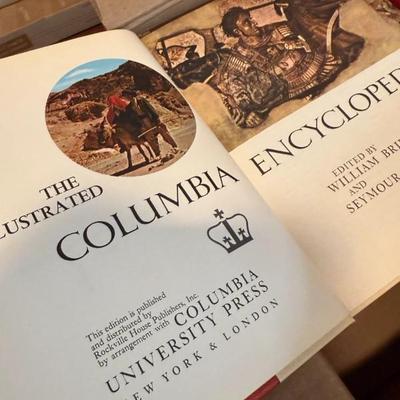 THE
LUSTRATED
COLUMBIA
ENCYCLOPED
EDITED BY
WILLIAM BRI
AND
SEYMOUR
This edition is published
and distributed by
Rockville House Publishers, Inc.
by arrangement with COLUMBIA
UNIVERSITY PRESS
NEW YORK & LONDON